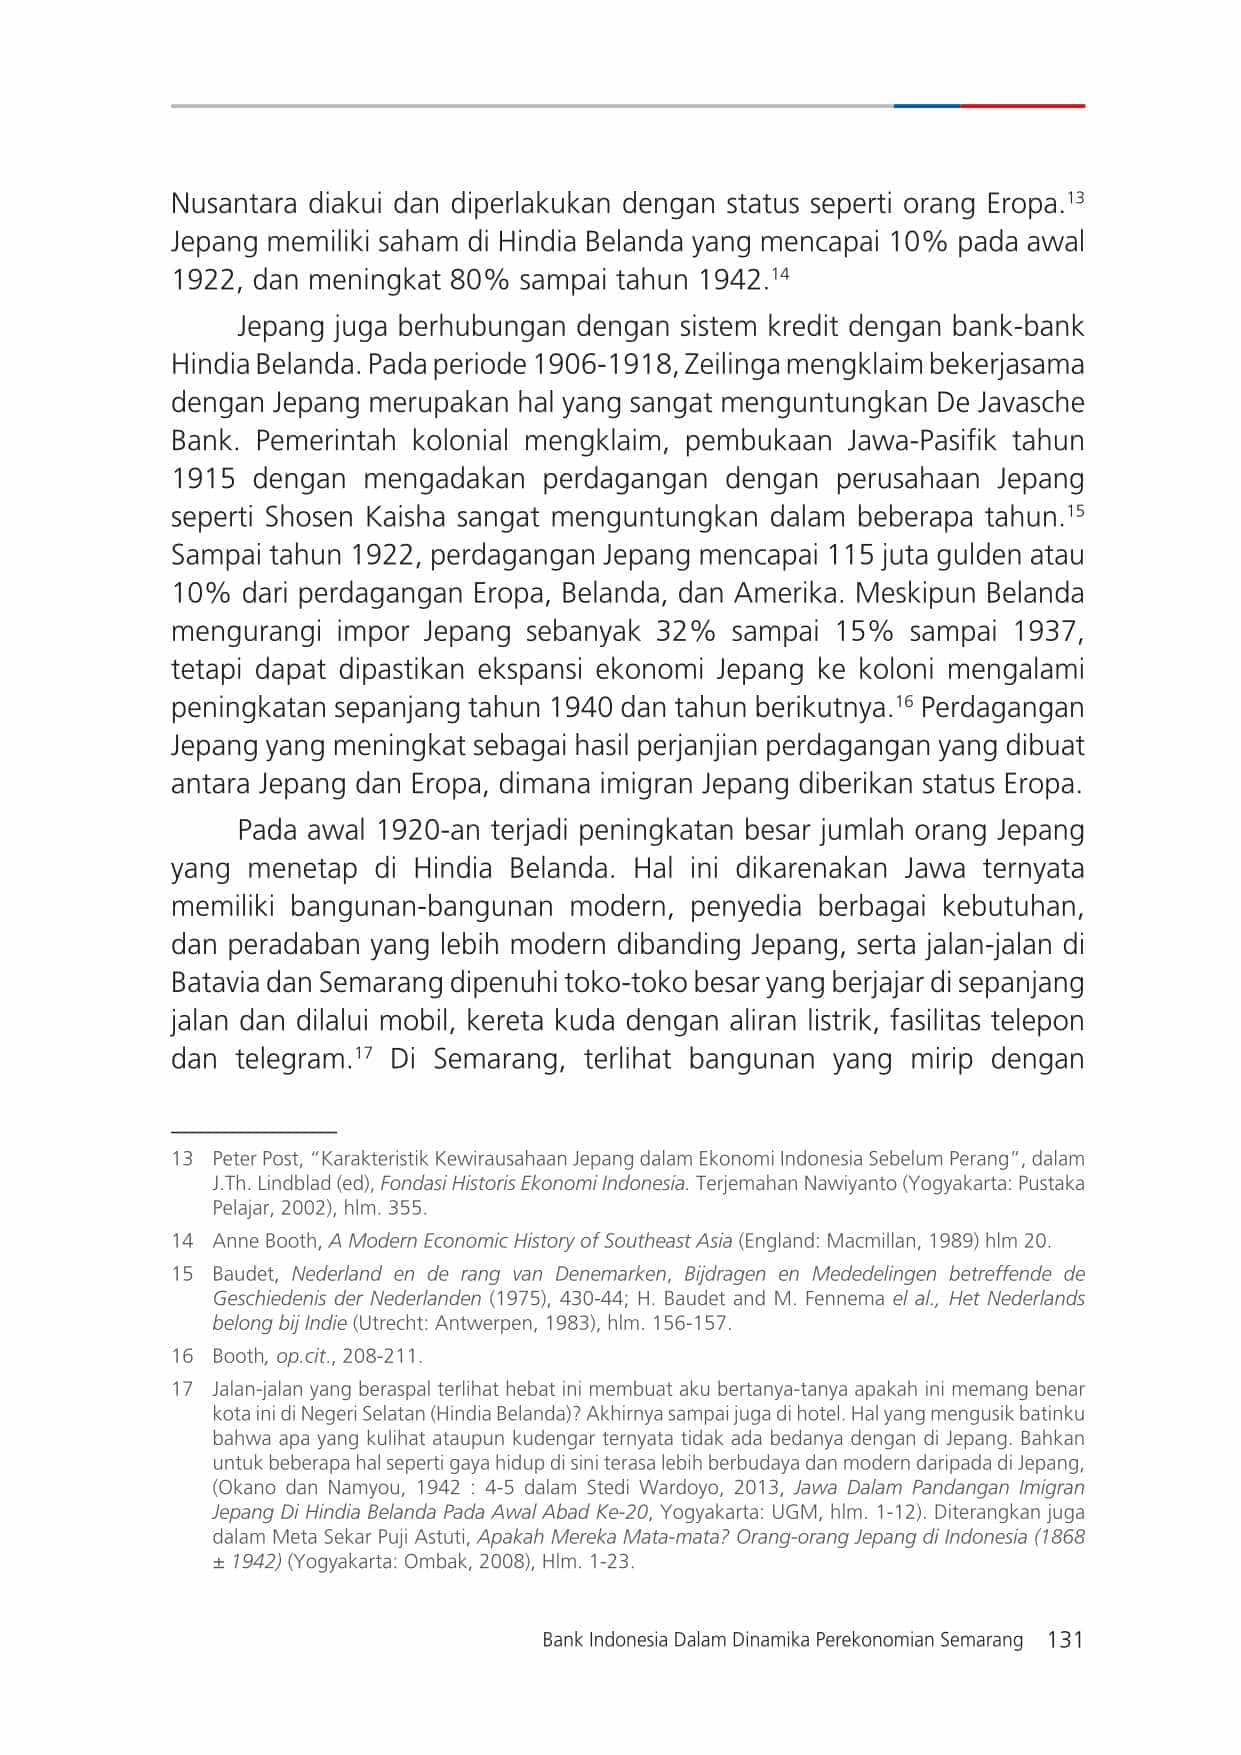 Nusantara diakui dan diperlakukan dengan status seperti orang Eropa.13
Jepang memiliki saham di Hindia Belanda yang mencapai 10% pada awal
1922, dan meningkat 80% sampai tahun 1942.14
Jepang juga berhubungan dengan sistem kredit dengan bank-bank
Hindia Belanda. Pada periode 1906-1918, Zeilinga mengklaim bekerjasama
dengan Jepang merupakan hal yang sangat menguntungkan De Javasche
Bank. Pemerintah kolonial mengklaim, pembukaan Jawa-Pasifik tahun
1915 dengan mengadakan perdagangan dengan perusahaan Jepang
seperti Shosen Kaisha sangat menguntungkan dalam beberapa tahun.15
Sampai tahun 1922, perdagangan Jepang mencapai 115 juta gulden atau
10% dari perdagangan Eropa, Belanda, dan Amerika. Meskipun Belanda
mengurangi impor Jepang sebanyak 32% sampai 15% sampai 1937,
tetapi dapat dipastikan ekspansi ekonomi Jepang ke koloni mengalami
peningkatan sepanjang tahun 1940 dan tahun berikutnya.16 Perdagangan
Jepang yang meningkat sebagai hasil perjanjian perdagangan yang dibuat
antara Jepang dan Eropa, dimana imigran Jepang diberikan status Eropa.
Pada awal 1920-an terjadi peningkatan besar jumlah orang Jepang
yang menetap di Hindia Belanda. Hal ini dikarenakan Jawa ternyata
memiliki bangunan-bangunan modern, penyedia berbagai kebutuhan,
dan peradaban yang lebih modern dibanding Jepang, serta jalan-jalan di
Batavia dan Semarang dipenuhi toko-toko besar yang berjajar di sepanjang
jalan dan dilalui mobil, kereta kuda dengan aliran listrik, fasilitas telepon
dan telegram.17 Di Semarang, terlihat bangunan yang mirip dengan
13 Peter Post, “Karakteristik Kewirausahaan Jepang dalam Ekonomi Indonesia Sebelum Perang”, dalam
J.Th. Lindblad (ed), Fondasi Historis Ekonomi Indonesia. Terjemahan Nawiyanto (Yogyakarta: Pustaka
Pelajar, 2002), hlm. 355.
14 Anne Booth, A Modern Economic History of Southeast Asia (England: Macmillan, 1989) hlm 20.
15 Baudet, Nederland en de rang van Denemarken, Bijdragen en Mededelingen betreffende de
Geschiedenis der Nederlanden (1975), 430-44; H. Baudet and M. Fennema el al., Het Nederlands
belong bij Indie (Utrecht: Antwerpen, 1983), hlm. 156-157.
16 Booth, op.cit., 208-211.
17 Jalan-jalan yang beraspal terlihat hebat ini membuat aku bertanya-tanya apakah ini memang benar
kota ini di Negeri Selatan (Hindia Belanda)? Akhirnya sampai juga di hotel. Hal yang mengusik batinku
bahwa apa yang kulihat ataupun kudengar ternyata tidak ada bedanya dengan di Jepang. Bahkan
untuk beberapa hal seperti gaya hidup di sini terasa lebih berbudaya dan modern daripada di Jepang,
(Okano dan Namyou, 1942 : 4-5 dalam Stedi Wardoyo, 2013, Jawa Dalam Pandangan Imigran
Jepang Di Hindia Belanda Pada Awal Abad Ke-20, Yogyakarta: UGM, hlm. 1-12). Diterangkan juga
dalam Meta Sekar Puji Astuti, Apakah Mereka Mata-mata? Orang-orang Jepang di Indonesia (1868
± 1942) (Yogyakarta: Ombak, 2008), Hlm. 1-23.
Bank Indonesia Dalam Dinamika Perekonomian Semarang 131